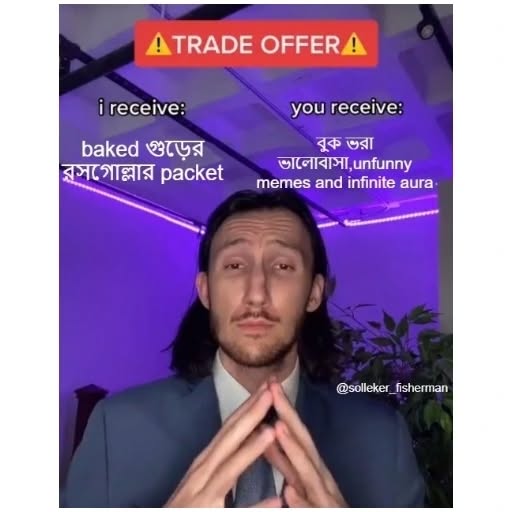 ⚠️TRADE OFFER⚠️
i receive:
baked গুড়ের
রসগোল্লার packet
you receive:
বুক ভরা
ভালোবাসা,unfunny
memes and infinite aura
@solleker_fisherman